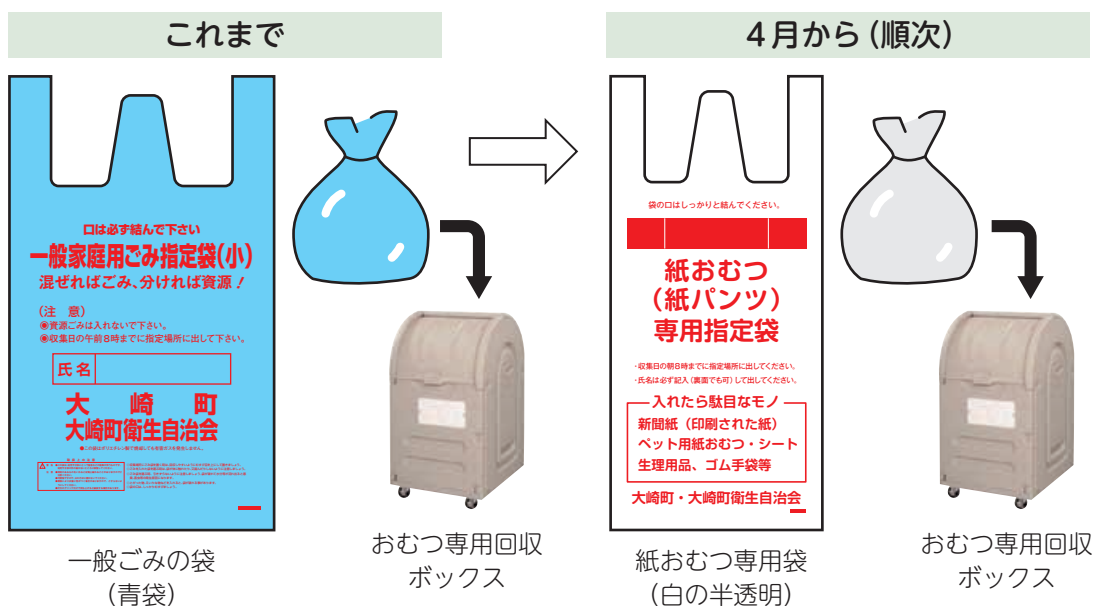 これまで
口は必ず結んで下さい
一般家庭用ごみ指定袋(小)
混ぜればごみ、分ければ資源！
(注　意)
◉資源ごみは入れないで下さい。
◉収集日の午前8時までに指定場所に出して下さい。
氏名
大　崎　町
大崎町衛生自治会
一般ごみの袋
(青袋)
おむつ専用回収
ボックス
4月から(順次)
袋の口はしっかりと結んでください。
紙おむつ
(紙パンツ)
専用指定袋
・収集日の朝8時までに指定場所に出してください。
・氏名は必ず記入(裏面でも可)して出してください。
入れたら駄目なモノ
新聞紙(印刷された紙)
ペット用紙おむつ・シート
生理用品、ゴム手袋等
大崎町・大崎町衛生自治会
紙おむつ専用袋
(白の半透明)
おむつ専用回収
ボックス